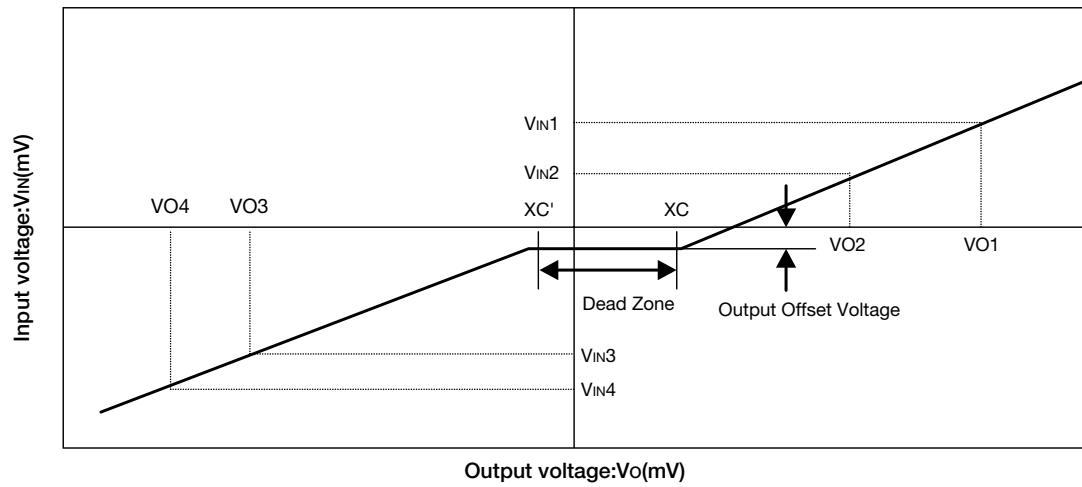 VIN1
VIN2
VO4 VO3 XC' XC
VO2 VO1
Dead Zone Output Offset Voltage
VIN3
VIN4
Input voltage:VIN(mV)
Output voltage:VO(mV)